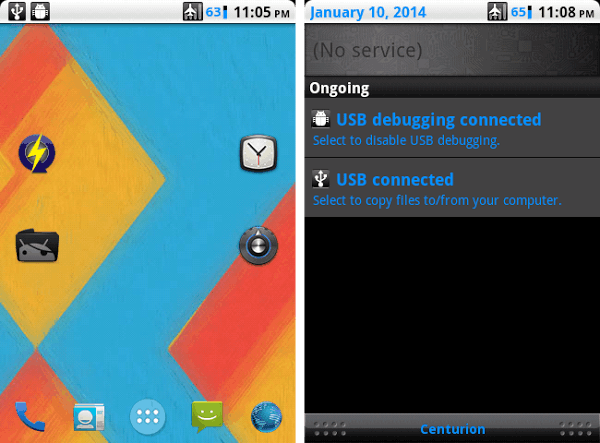 63 11:05 PM
January 10, 2014 65 11:08 PM
(No service)
Ongoing
USB debugging connected
Select to disable USB debugging.
USB connected
Select to copy files to/from your computer.
Centurion